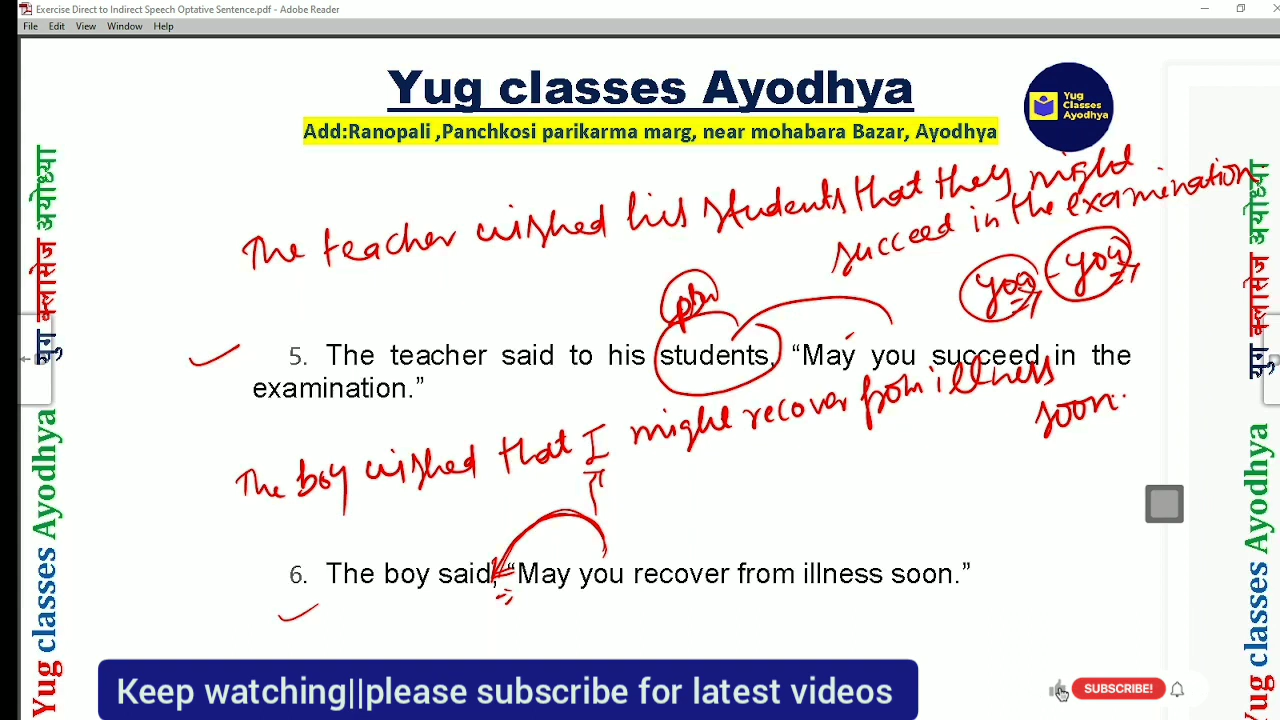 Exercise Direct to Indirect Speech Optative Sentence.pdf - Adobe Reader
File Edit View Window Help
Yug classes Ayodhya
Add:Ranopali ,Panchkosi parikarma marg, near mohabara Bazar, Ayodhya
Yug
Classes
Ayodhya
The teacher wished his students that they might
succeed in the examination
you - you
5. The teacher said to his students, “May you succeed in the
examination.”
The boy wished that I might recover from illness
soon.
6. The boy said, “May you recover from illness soon.”
Yug classes Ayodhya
युग क्लासेज अयोध्या
Yug classes Ayodhya
युग क्लासेज अयोध्या
Keep watching||please subscribe for latest videos
SUBSCRIBE!